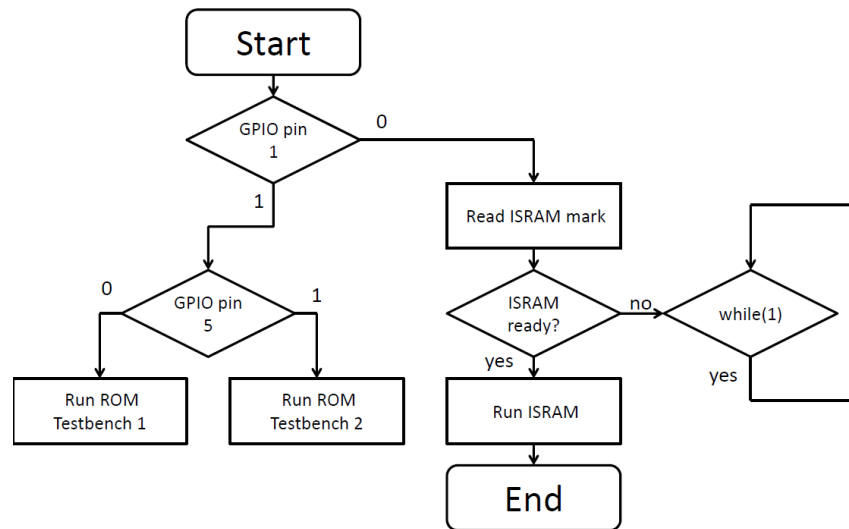 Start
GPIO pin
1
0
1
Read ISRAM mark
GPIO pin
5
0
1
ISRAM
ready?
no
while(1)
yes
yes
Run ROM
Testbench 1
Run ROM
Testbench 2
Run ISRAM
End